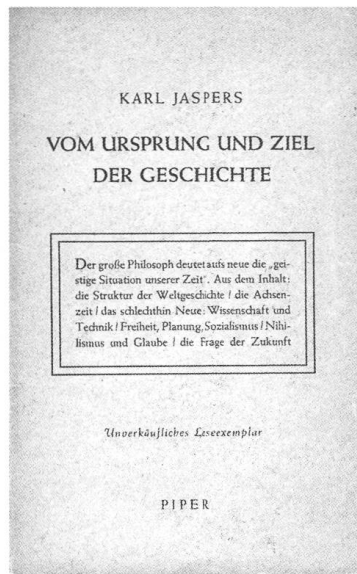 KARL JASPERS
VOM URSPRUNG UND ZIEL
DER GESCHICHTE
Der große Philosoph deutet aufs neue die „gei-
stige Situation unserer Zeit“. Aus dem Inhalt:
die Struktur der Weltgeschichte / die Achsen-
zeit / das schlechthin Neue: Wissenschaft und
Technik / Freiheit, Planung, Sozialismus / Nihi-
lismus und Glaube / die Frage der Zukunft
Unverkäufliches Leseexemplar
PIPER